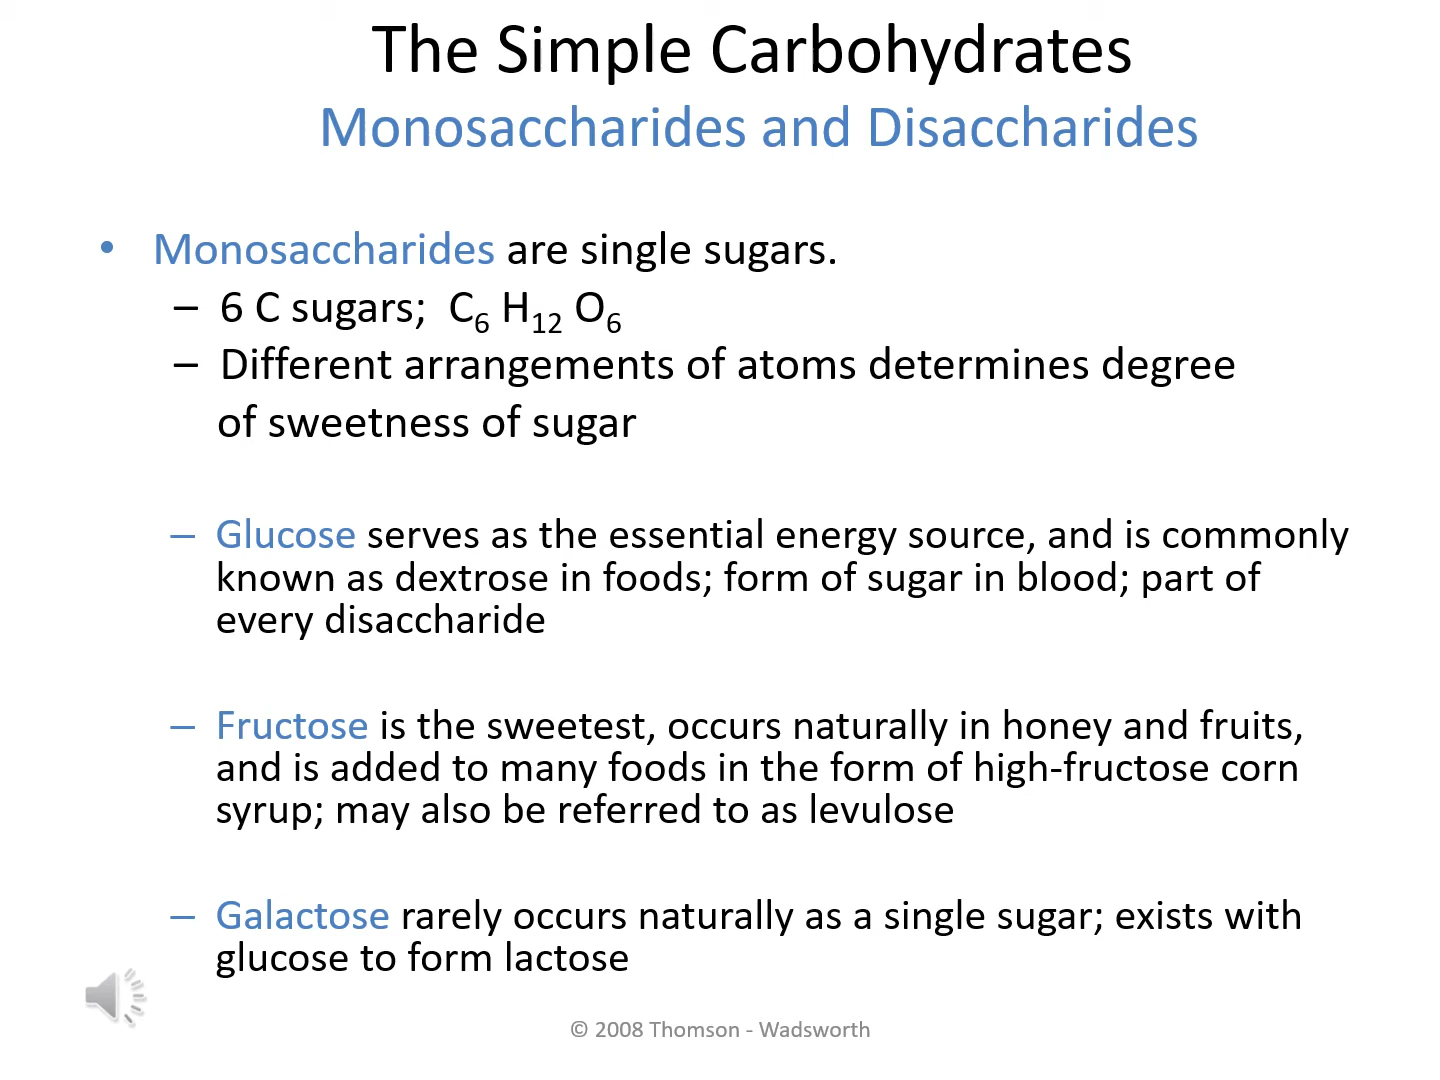 The Simple Carbohydrates
Monosaccharides and Disaccharides
• Monosaccharides are single sugars.
– 6 C sugars; C6 H12 O6
– Different arrangements of atoms determines degree
of sweetness of sugar
– Glucose serves as the essential energy source, and is commonly
known as dextrose in foods; form of sugar in blood; part of
every disaccharide
– Fructose is the sweetest, occurs naturally in honey and fruits,
and is added to many foods in the form of high-fructose corn
syrup; may also be referred to as levulose
– Galactose rarely occurs naturally as a single sugar; exists with
glucose to form lactose
© 2008 Thomson - Wadsworth